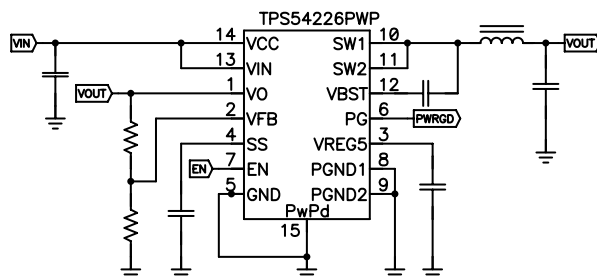 TPS54226PWP
VIN 14 VCC SW1 10 VOUT
13 VIN SW2 11
VOUT 1 VO VBST 12
2 VFB PG 6 PWRGD
4 SS VREG5 3
EN 7 EN PGND1 8
5 GND PGND2 9
PwPd
15